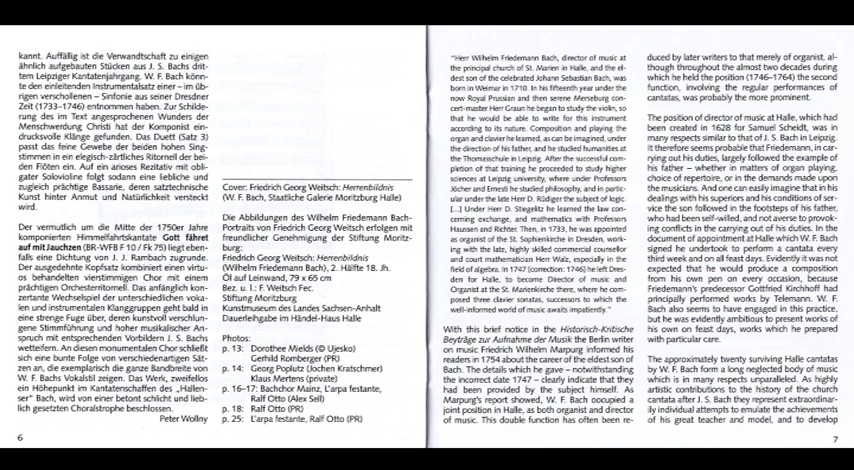 kannt. Auffällig ist die Verwandtschaft zu einigen
ähnlich aufgebauten Stücken aus J. S. Bachs drit-
tem Leipziger Kantatenjahrgang. W. F. Bach könn-
te den einleitenden Instrumentalsatz einer – im üb-
rigen verschollenen – Sinfonie aus seiner Dresdner
Zeit (1733–1746) entnommen haben. Zur Schilde-
rung des im Text angesprochenen Wunders der
Menschwerdung Christi hat der Komponist ein-
drucksvolle Klänge gefunden. Das Duett (Satz 3)
passt das feine Gewebe der beiden hohen Sing-
stimmen in ein elegisch-zärtliches Ritornell der bei-
den Flöten ein. Auf ein arioses Rezitativ mit obli-
gater Solovioline folgt sodann eine liebliche und
zugleich prächtige Bassarie, deren satztechnische
Kunst hinter Anmut und Natürlichkeit versteckt
wird.
Der vermutlich um die Mitte der 1750er Jahre
komponierten Himmelfahrtskantate Gott fähret
auf mit Jauchzen (BR-WFB F 10 / Fk 75) liegt eben-
falls eine Dichtung von J. J. Rambach zugrunde.
Der ausgedehnte Kopfsatz kombiniert einen virtu-
os behandelten vierstimmigen Chor mit einem
prächtigen Orchesterritornell. Das anfänglich kon-
zertante Wechselspiel der unterschiedlichen voka-
len und instrumentalen Klanggruppen geht bald in
eine strenge Fuge über, deren kunstvoll verschlun-
gene Stimmführung und hoher musikalischer An-
spruch mit entsprechenden Vorbildern J. S. Bachs
wetteifern. An diesen monumentalen Chor schließt
sich eine bunte Folge von verschiedenartigen Sät-
zen an, die exemplarisch die ganze Bandbreite von
W. F. Bachs Vokalstil zeigen. Das Werk, zweifellos
ein Höhepunkt im Kantatenschaffen des „Hallen-
ser“ Bach, wird von einer betont schlicht und lieb-
lich gesetzten Choralstrophe beschlossen.
Peter Wollny
6
Cover: Friedrich Georg Weitsch: Herrenbildnis
(W. F. Bach, Staatliche Galerie Moritzburg Halle)
Die Abbildungen des Wilhelm Friedemann Bach-
Portraits von Friedrich Georg Weitsch erfolgen mit
freundlicher Genehmigung der Stiftung Moritz-
burg:
Friedrich Georg Weitsch: Herrenbildnis
(Wilhelm Friedemann Bach), 2. Hälfte 18. Jh.
Öl auf Leinwand, 79 x 65 cm
Bez. u. l.: F. Weitsch Fec.
Stiftung Moritzburg
Kunstmuseum des Landes Sachsen-Anhalt
Dauerleihgabe im Händel-Haus Halle
Photos:
p. 13: Dorothee Mields (© Ujesko)
Gerhild Romberger (PR)
p. 14: Georg Poplutz (Jochen Kratschmer)
Klaus Mertens (private)
p. 16–17: Bachchor Mainz, L'arpa festante,
Ralf Otto (Alex Sell)
p. 18: Ralf Otto (PR)
p. 25: L'arpa festante, Ralf Otto (PR)
"Herr Wilhelm Friedemann Bach, director of music at
the principal church of St. Marien in Halle, and the el-
dest son of the celebrated Johann Sebastian Bach, was
born in Weimar in 1710. In his fifteenth year under the
now Royal Prussian and then serene Merseburg con-
cert-master Herr Graun he began to study the violin, so
that he would be able to write for this instrument
according to its nature. Composition and playing the
organ and clavier he learned, as can be imagined, under
the direction of his father, and he studied humanities at
the Thomasschule in Leipzig. After the successful com-
pletion of that training he proceeded to study higher
sciences at Leipzig university, where under Professors
Jöcher and Ernesti he studied philosophy, and in partic-
ular under the late Herr D. Rüdiger the subject of logic.
[...] Under Herr D. Stieglitz he learned the law con-
cerning exchange, and mathematics with Professors
Haussen and Richter. Then, in 1733, he was appointed
as organist of the St. Sophienkirche in Dresden, work-
ing with the late, highly skilled commercial counsellor
and court mathematician Herr Walz, especially in the
field of algebra. In 1747 [correction: 1746] he left Dres-
den for Halle, to become Director of Music and
Organist at the St. Marienkirche there, where he com-
posed three clavier sonatas, successors to which the
well-informed world of music awaits impatiently."
With this brief notice in the Historisch-Kritische
Beyträge zur Aufnahme der Musik the Berlin writer
on music Friedrich Wilhelm Marpurg informed his
readers in 1754 about the career of the eldest son of
Bach. The details which he gave – notwithstanding
the incorrect date 1747 – clearly indicate that they
had been provided by the subject himself. As
Marpurg's report showed, W. F. Bach occupied a
joint position in Halle, as both organist and director
of music. This double function has often been re-
duced by later writers to that merely of organist, al-
though throughout the almost two decades during
which he held the position (1746–1764) the second
function, involving the regular performances of
cantatas, was probably the more prominent.
The position of director of music at Halle, which had
been created in 1628 for Samuel Scheidt, was in
many respects similar to that of J. S. Bach in Leipzig.
It therefore seems probable that Friedemann, in car-
rying out his duties, largely followed the example of
his father – whether in matters of organ playing,
choice of repertoire, or in the demands made upon
the musicians. And one can easily imagine that in his
dealings with his superiors and his conditions of ser-
vice the son followed in the footsteps of his father,
who had been self-willed, and not averse to provok-
ing conflicts in the carrying out of his duties. In the
document of appointment at Halle which W. F. Bach
signed he undertook to perform a cantata every
third week and on all feast days. Evidently it was not
expected that he would produce a composition
from his own pen on every occasion, because
Friedemann's predecessor Gottfried Kirchhoff had
principally performed works by Telemann. W. F.
Bach also seems to have engaged in this practice,
but he was evidently ambitious to present works of
his own on feast days, works which he prepared
with particular care.
The approximately twenty surviving Halle cantatas
by W. F. Bach form a long neglected body of music
which is in many respects unparalleled. As highly
artistic contributions to the history of the church
cantata after J. S. Bach they represent extraordinar-
ily individual attempts to emulate the achievements
of his great teacher and model, and to develop
7